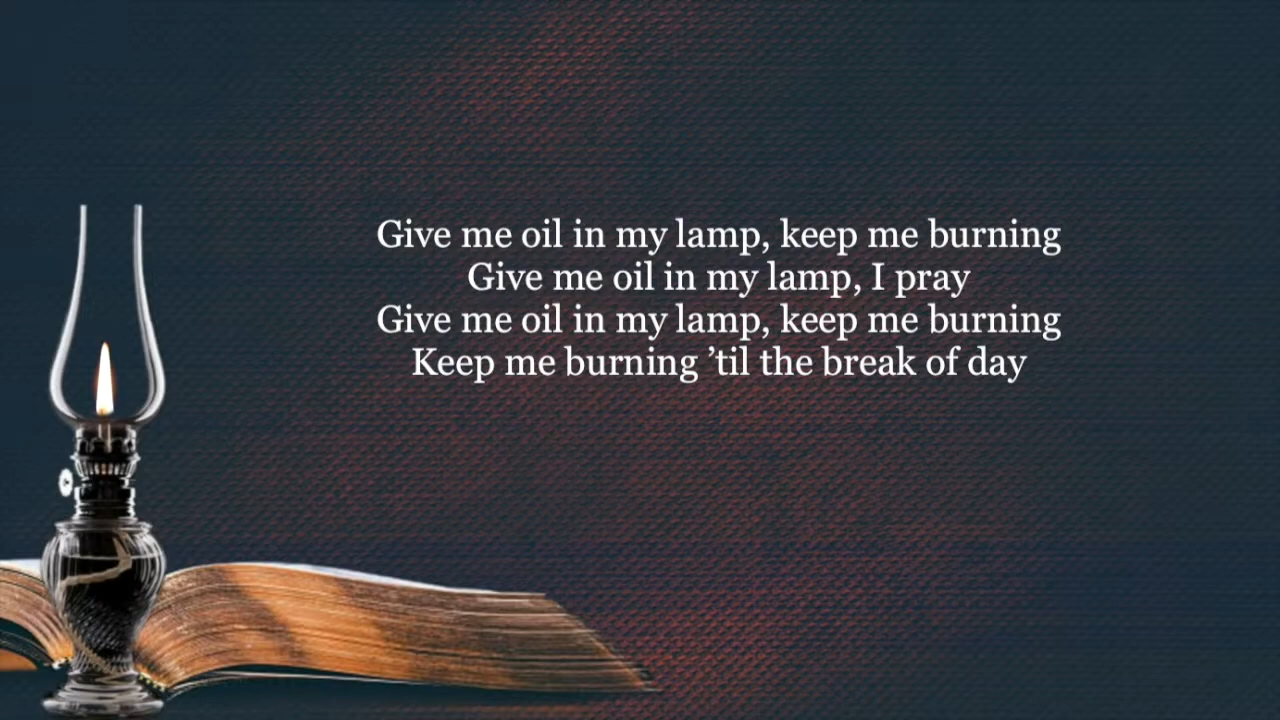 Give me oil in my lamp, keep me burning
Give me oil in my lamp, I pray
Give me oil in my lamp, keep me burning
Keep me burning ’til the break of day